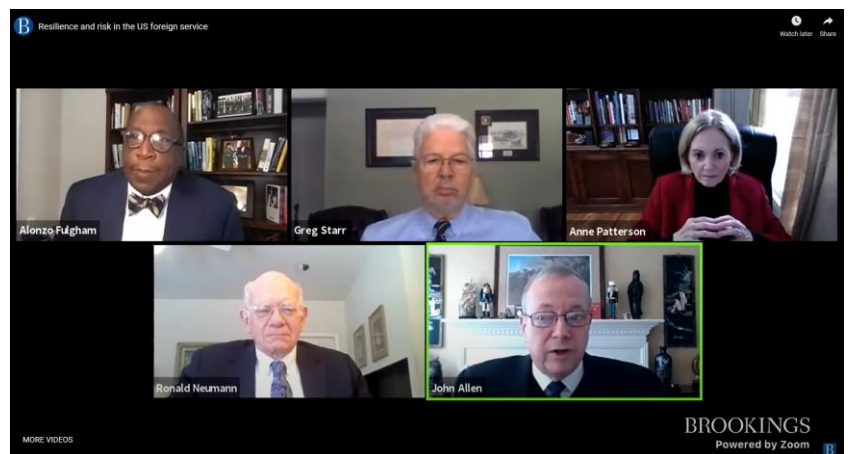 B
Resilience and risk in the US foreign service
Watch later
Share
Alonzo Fulgham
Greg Starr
Anne Patterson
Ronald Neumann
John Allen
BROOKINGS
Powered by Zoom
MORE VIDEOS
B